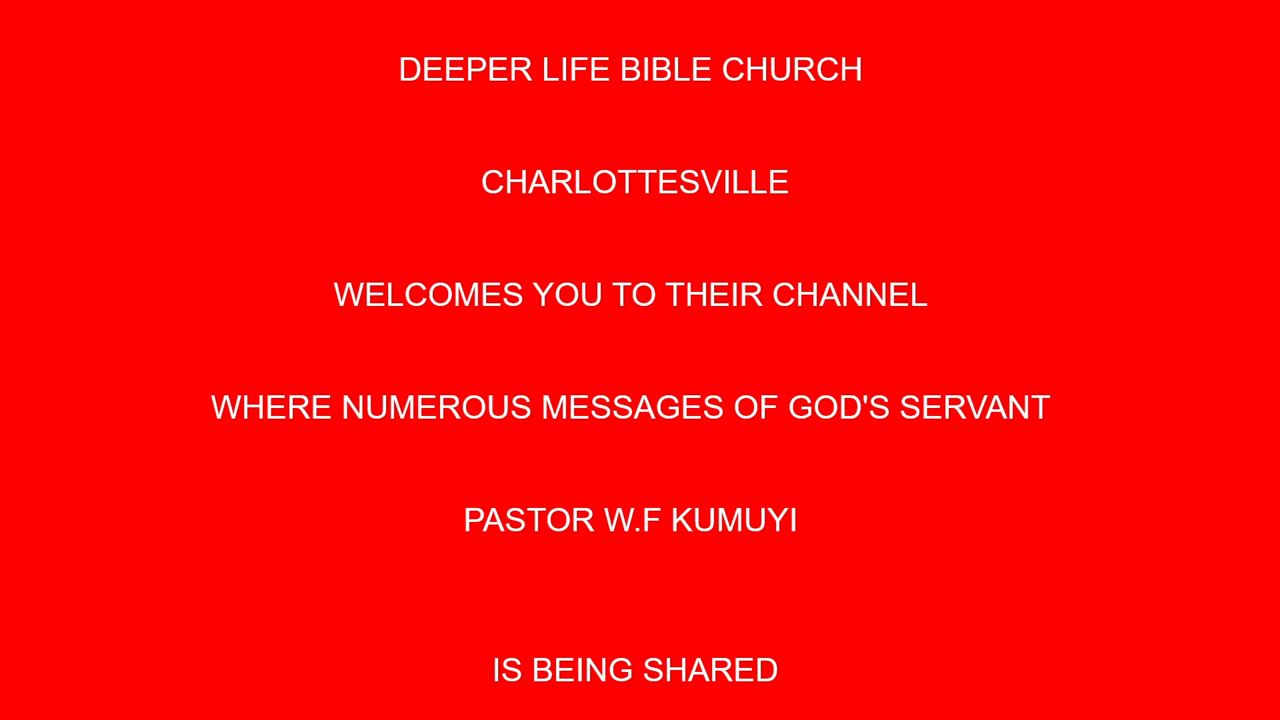 DEEPER LIFE BIBLE CHURCH
CHARLOTTESVILLE
WELCOMES YOU TO THEIR CHANNEL
WHERE NUMEROUS MESSAGES OF GOD'S SERVANT
PASTOR W.F KUMUYI
IS BEING SHARED